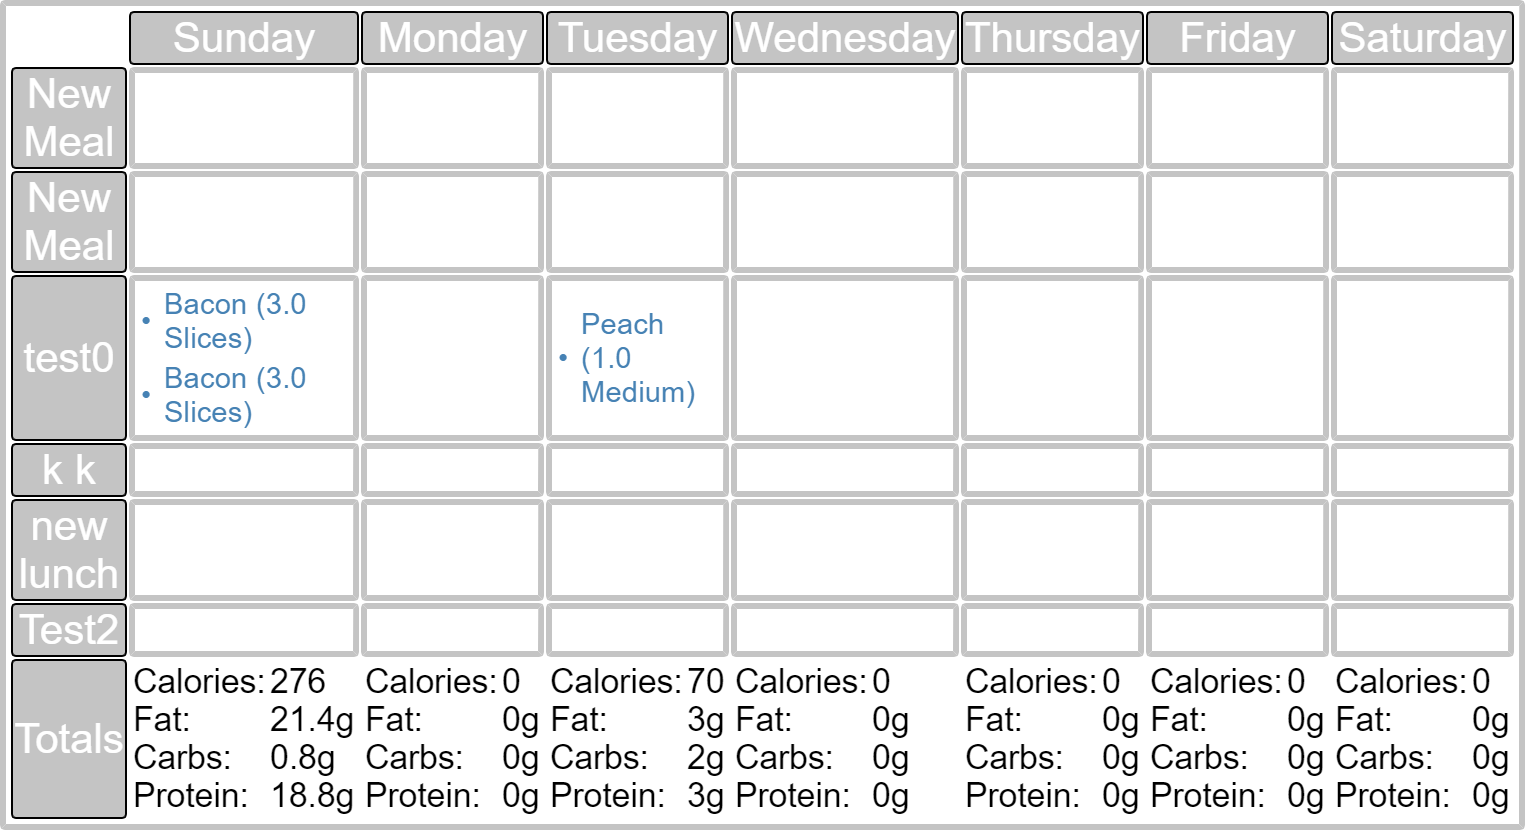 Sunday Monday Tuesday Wednesday Thursday Friday Saturday
New
Meal
New
Meal
test0
Bacon (3.0
Slices)
Bacon (3.0
Slices)
Peach
(1.0
Medium)
k k
new
lunch
Test2
Totals
Calories: 276
Fat: 21.4g
Carbs: 0.8g
Protein: 18.8g
Calories: 0
Fat: 0g
Carbs: 0g
Protein: 0g
Calories: 70
Fat: 3g
Carbs: 2g
Protein: 3g
Calories: 0
Fat: 0g
Carbs: 0g
Protein: 0g
Calories: 0
Fat: 0g
Carbs: 0g
Protein: 0g
Calories: 0
Fat: 0g
Carbs: 0g
Protein: 0g
Calories: 0
Fat: 0g
Carbs: 0g
Protein: 0g